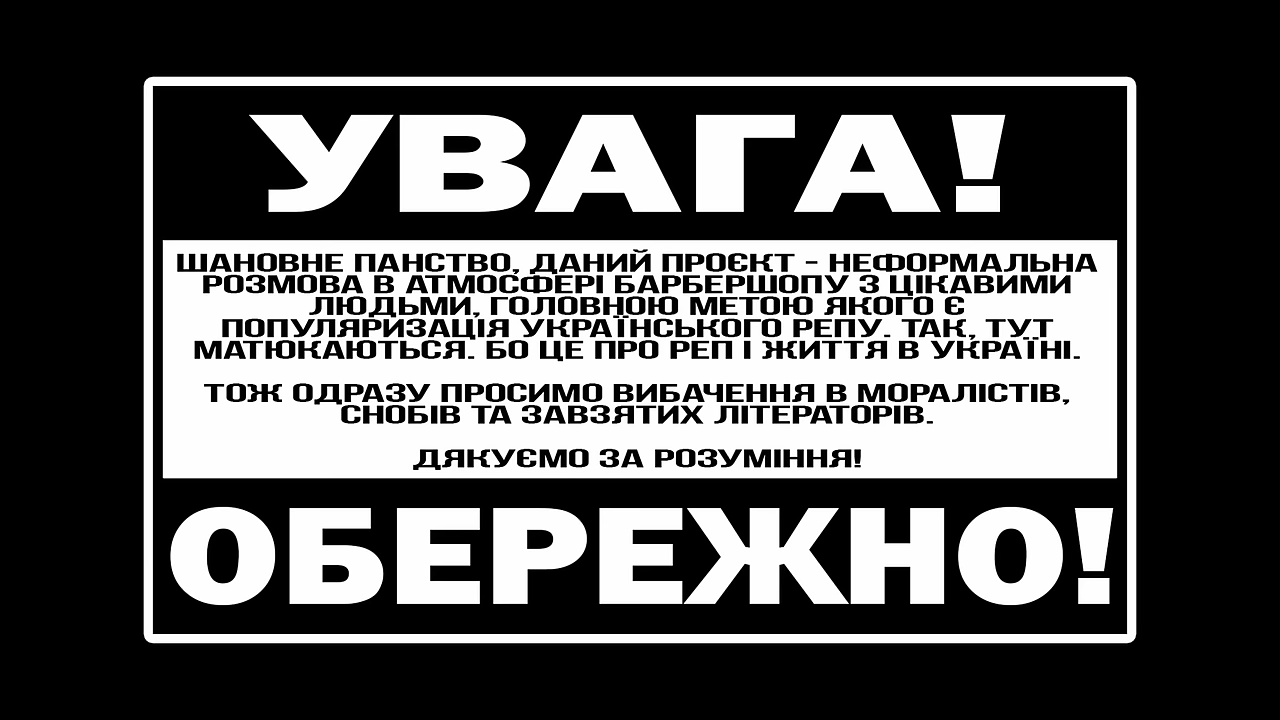 УВАГА!
ШАНОВНЕ ПАНСТВО, ДАНИЙ ПРОЄКТ - НЕФОРМАЛЬНА
РОЗМОВА В АТМОСФЕРІ БАРБЕРШОПУ З ЦІКАВИМИ
ЛЮДЬМИ, ГОЛОВНОЮ МЕТОЮ ЯКОГО Є
ПОПУЛЯРИЗАЦІЯ УКРАЇНСЬКОГО РЕПУ. ТАК, ТУТ
МАТЮКАЮТЬСЯ. БО ЦЕ ПРО РЕП І ЖИТТЯ В УКРАЇНІ.
ТОЖ ОДРАЗУ ПРОСИМО ВИБАЧЕННЯ В МОРАЛІСТІВ,
СНОБІВ ТА ЗАВЗЯТИХ ЛІТЕРАТОРІВ.
ДЯКУЄМО ЗА РОЗУМІННЯ!
ОБЕРЕЖНО!